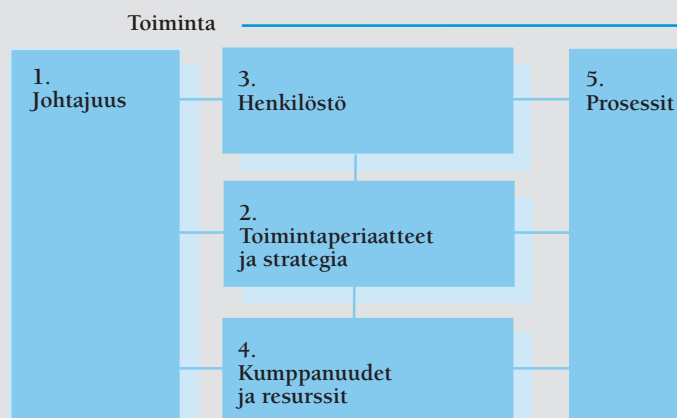 Toiminta
1.
Johtajuus
3.
Henkilöstö
2.
Toimintaperiaatteet
ja strategia
4.
Kumppanuudet
ja resurssit
5.
Prosessit